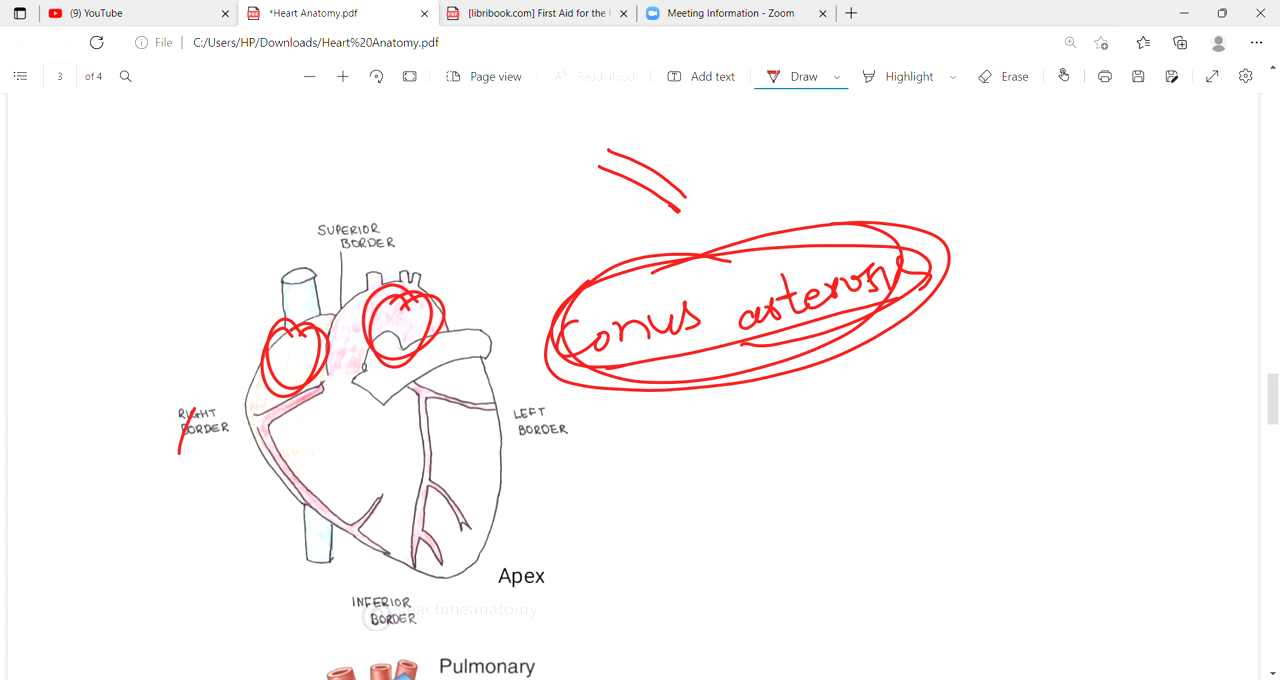 (9) YouTube
*Heart Anatomy.pdf
[libribook.com] First Aid for the
Meeting Information - Zoom
File
C:/Users/HP/Downloads/Heart%20Anatomy.pdf
3 of 4
Page view
Read aloud
Add text
Draw
Highlight
Erase
SUPERIOR
BORDER
Conus
RIGHT
BORDER
LEFT
BORDER
Apex
INFERIOR
BORDER
teachmeanatomy
Pulmonary